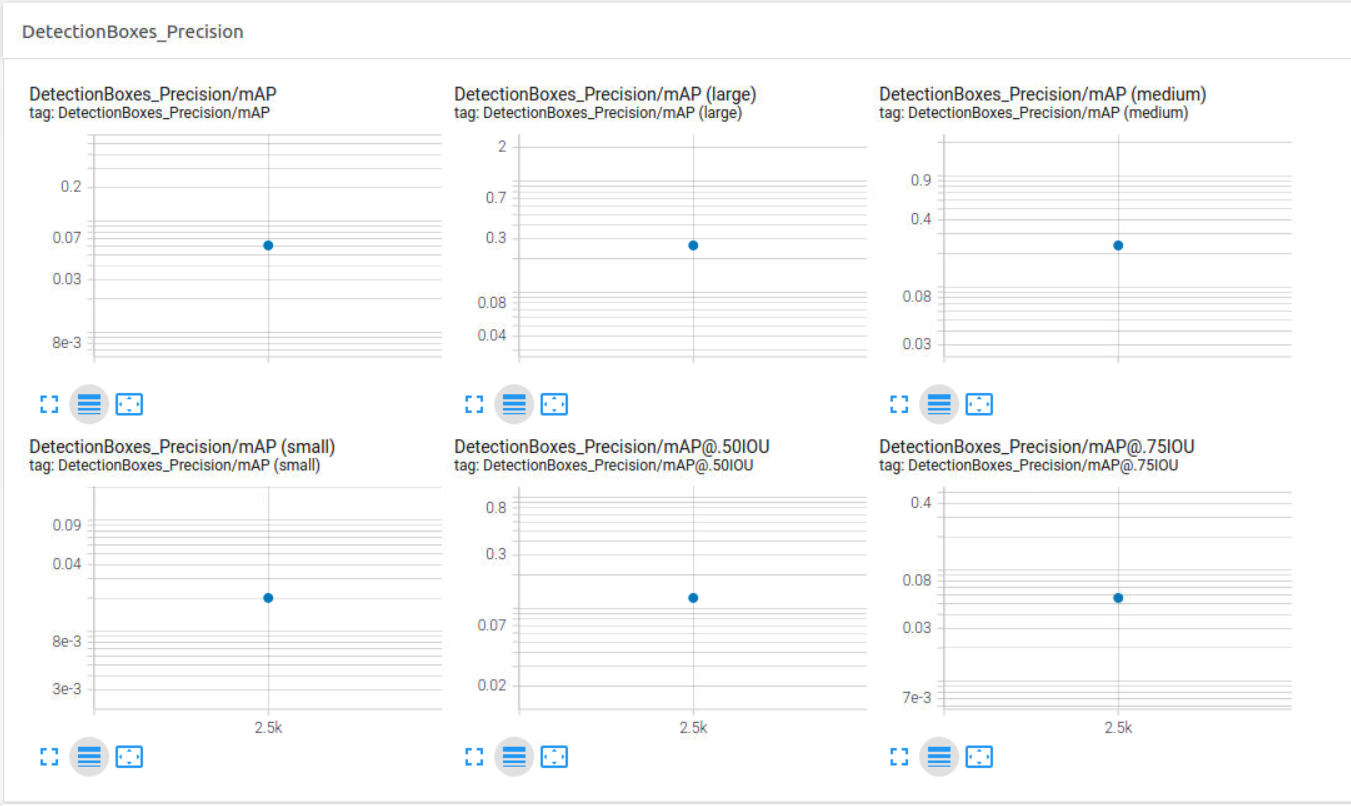 DetectionBoxes_Precision
DetectionBoxes_Precision/mAP
tag: DetectionBoxes_Precision/mAP
0.2
0.07
0.03
8e-3
DetectionBoxes_Precision/mAP (large)
tag: DetectionBoxes_Precision/mAP (large)
2
0.7
0.3
0.08
0.04
DetectionBoxes_Precision/mAP (medium)
tag: DetectionBoxes_Precision/mAP (medium)
0.9
0.4
0.08
0.03
DetectionBoxes_Precision/mAP (small)
tag: DetectionBoxes_Precision/mAP (small)
0.09
0.04
8e-3
3e-3
2.5k
DetectionBoxes_Precision/mAP@.50IOU
tag: DetectionBoxes_Precision/mAP@.50IOU
0.8
0.3
0.07
0.02
2.5k
DetectionBoxes_Precision/mAP@.75IOU
tag: DetectionBoxes_Precision/mAP@.75IOU
0.4
0.08
0.03
7e-3
2.5k